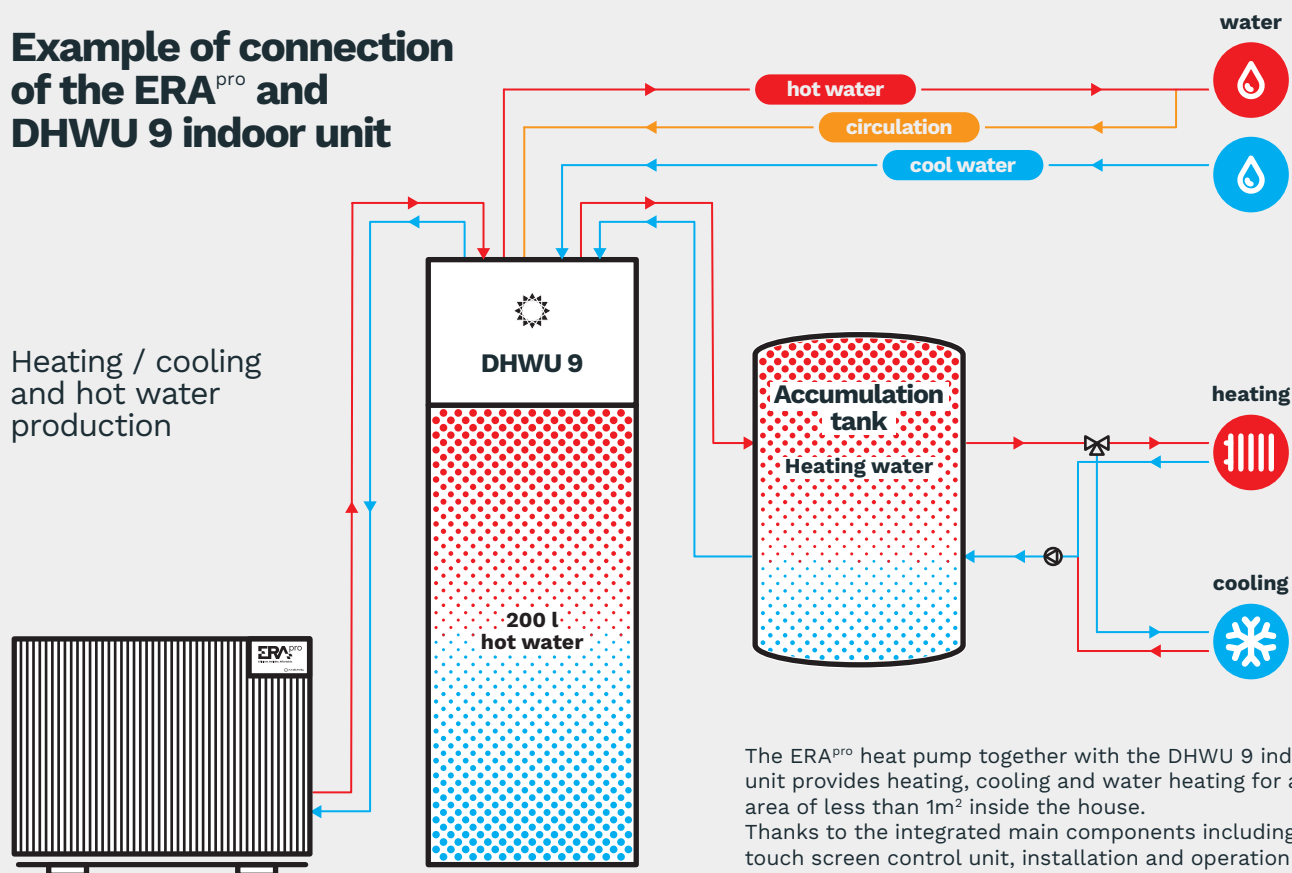 Example of connection
of the ERApro and
DHWU 9 indoor unit
Heating / cooling
and hot water
production
water
hot water
circulation
cool water
DHWU 9
200 l
hot water
Accumulation
tank
Heating water
heating
cooling
ERA pro
The ERApro heat pump together with the DHWU 9
unit provides heating, cooling and water heating for
area of less than 1m² inside the house.
Thanks to the integrated main components including
touch screen control unit, installation and operation